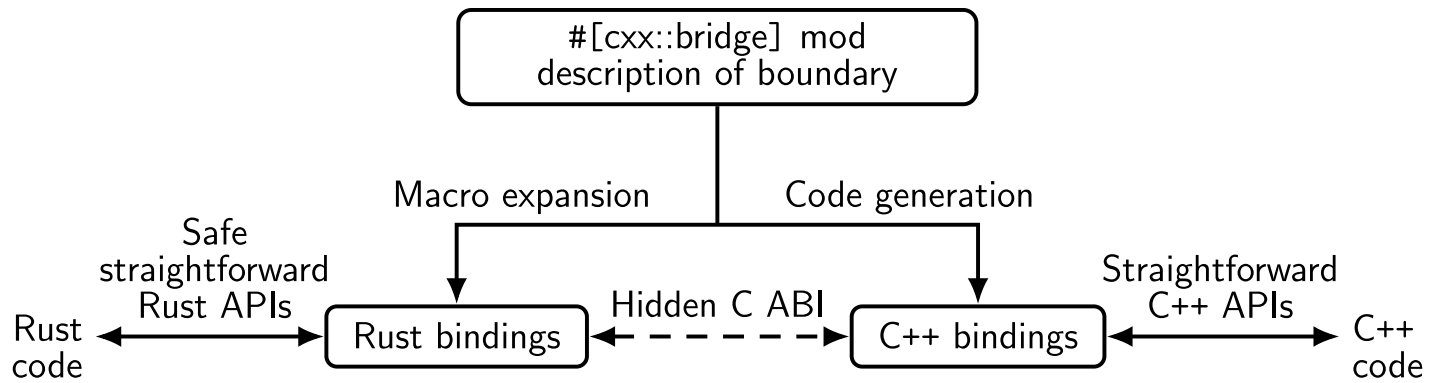 #[cxx::bridge] mod
description of boundary
Macro expansion
Code generation
Safe
straightforward
Rust APIs
Straightforward
C++ APIs
Hidden C ABI
Rust
code
Rust bindings
C++ bindings
C++
code